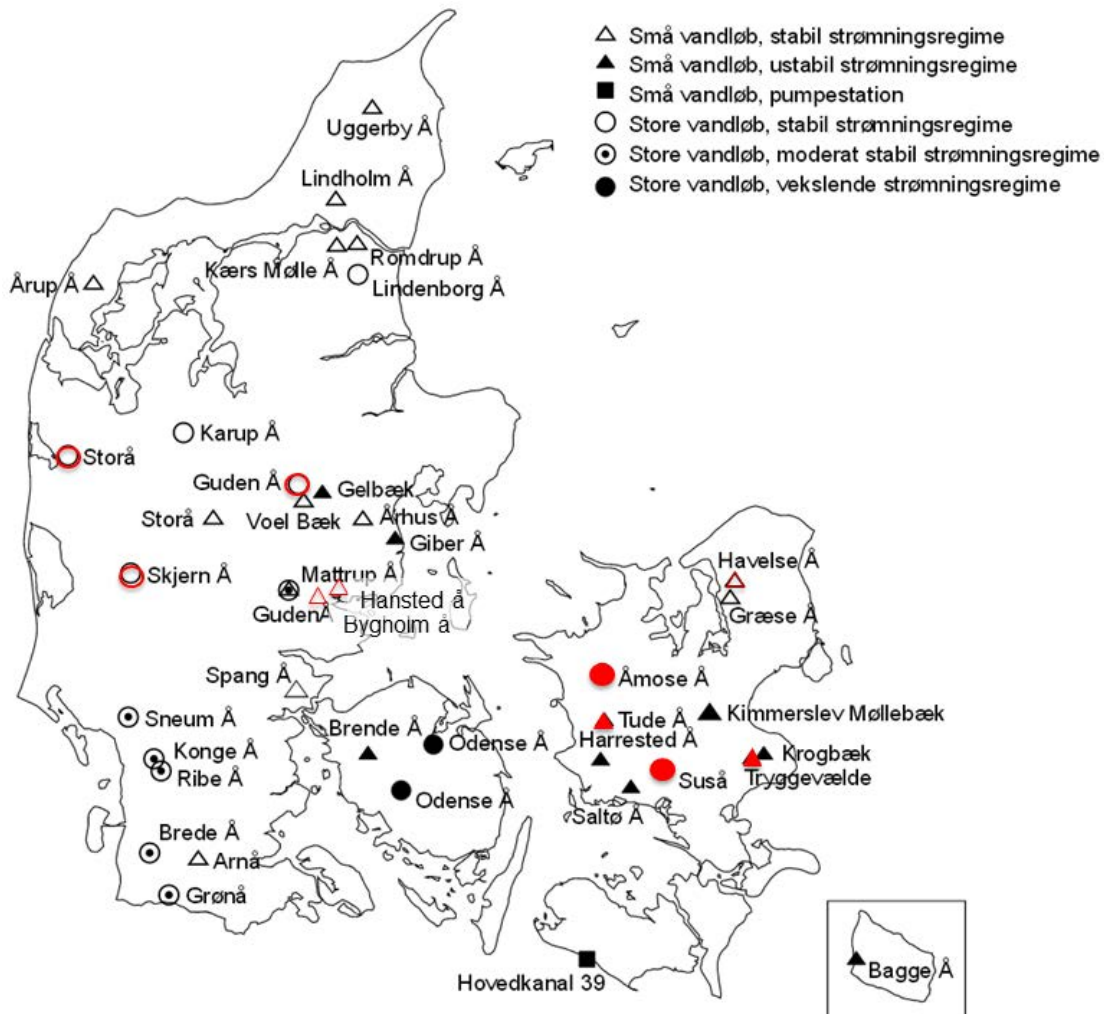 Små vandløb, stabil strømningsregime
Små vandløb, ustabil strømningsregime
Små vandløb, pumpestation
Store vandløb, stabil strømningsregime
Store vandløb, moderat stabil strømningsregime
Store vandløb, vekslende strømningsregime
Uggerby Å
Lindholm Å
Kærs Mølle Å
Romdrup Å
Lindenborg Å
Årup Å
Karup Å
Storå
Guden Å
Gelbæk
Storå
Voel Bæk
Århus Å
Giber Å
Skjern Å
Mattrup Å
Hansted å
GudenÅ
Bygholm å
Havelse Å
Græse Å
Spang Å
Åmose Å
Sneum Å
Brende Å
Odense Å
Tude Å
Kimmerslev Møllebæk
Harrested Å
Konge Å
Ribe Å
Krogbæk
Tryggevælde
Suså
Odense Å
Saltø Å
Brede Å
Arnå
Grønå
Hovedkanal 39
Bagge Å